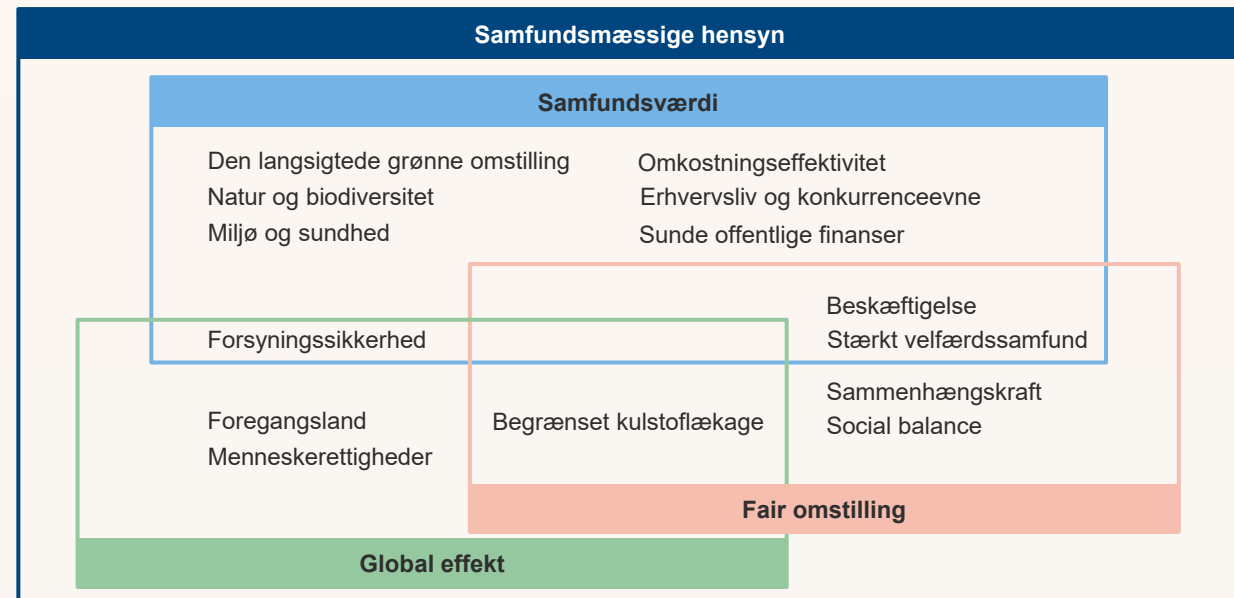 Samfundsmæssige hensyn
Samfundsværdi
Den langsigtede grønne omstilling
Natur og biodiversitet
Miljø og sundhed
Omkostningseffektivitet
Erhvervsliv og konkurrenceevne
Sunde offentlige finanser
Forsyningssikkerhed
Beskæftigelse
Stærkt velfærdssamfund
Foregangsland
Menneskerettigheder
Begrænset kulstoflækage
Sammenhængskraft
Social balance
Fair omstilling
Global effekt